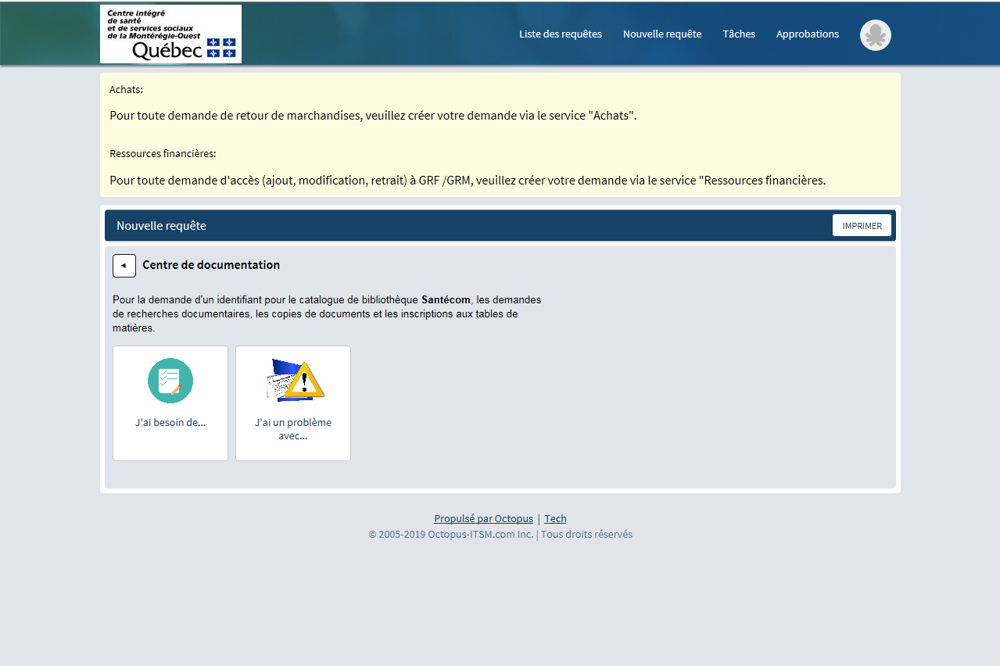 Centre intégré
de santé
et de services sociaux
de la Montérégie-Ouest
Québec
Liste des requêtes
Nouvelle requête
Tâches
Approbations
Achats:
Pour toute demande de retour de marchandises, veuillez créer votre demande via le service "Achats".
Ressources financières:
Pour toute demande d'accès (ajout, modification, retrait) à GRF /GRM, veuillez créer votre demande via le service "Ressources financières.
Nouvelle requête
IMPRIMER
Centre de documentation
Pour la demande d'un identifiant pour le catalogue de bibliothèque Santécom, les demandes
de recherches documentaires, les copies de documents et les inscriptions aux tables de
matières.
J'ai besoin de...
J'ai un problème
avec...
Propulsé par Octopus | Tech
© 2005-2019 Octopus-ITSM.com Inc. | Tous droits réservés